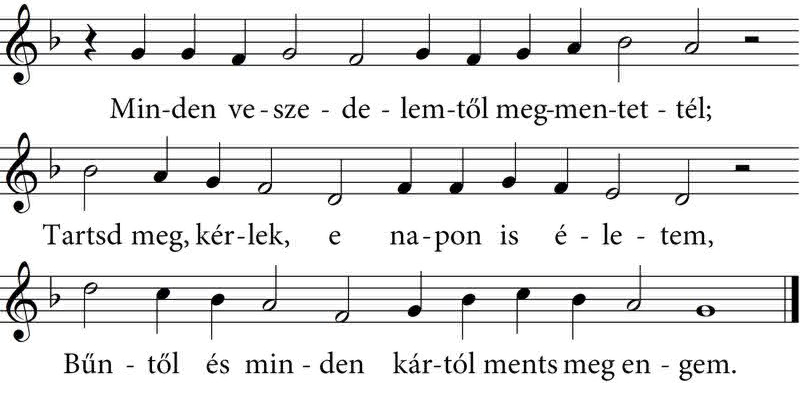 Min-den ve-sze - de - lem-től meg-men-tet - tél;
Tartsd meg, kér-lek, e na-pon is é - le - tem,
Bűn - től és min - den kár-tól ments meg en - gem.